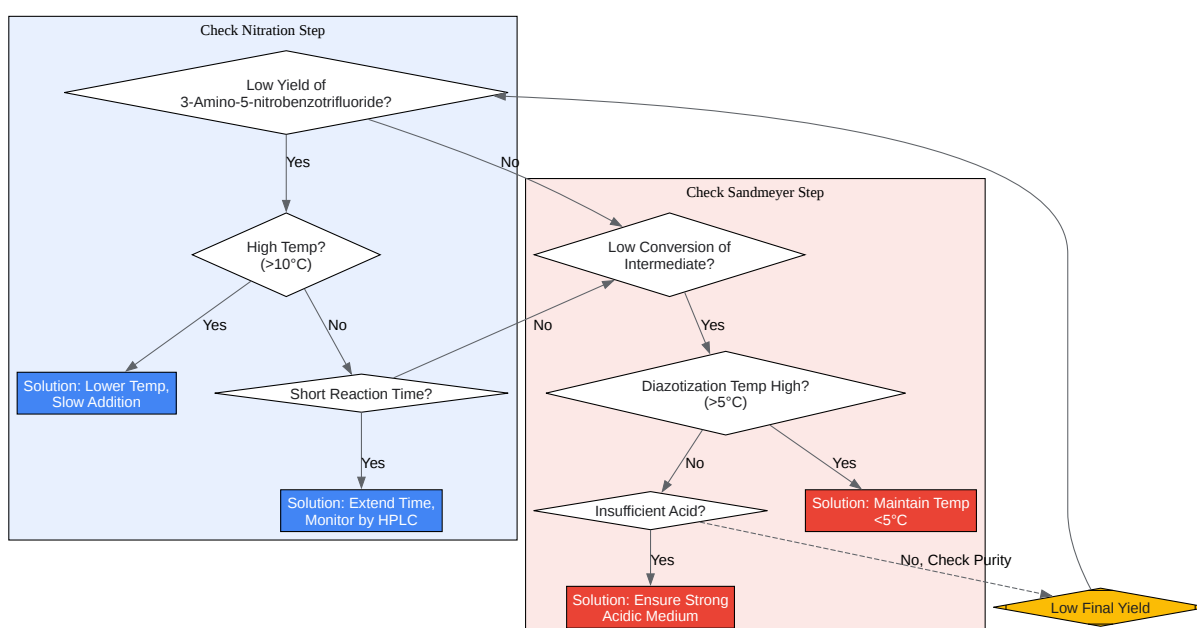 Check Nitration Step
Low Yield of
3-Amino-5-nitrobenzotrifluoride?
Yes
No
High Temp?
(>10°C)
Yes
No
Solution: Lower Temp,
Slow Addition
Short Reaction Time?
No
Yes
Solution: Extend Time,
Monitor by HPLC
Check Sandmeyer Step
Low Conversion of
Intermediate?
Yes
Diazotization Temp High?
(>5°C)
No
Yes
Insufficient Acid?
Solution: Maintain Temp
<5°C
Yes
No, Check Purity
Solution: Ensure Strong
Acidic Medium
Low Final Yield